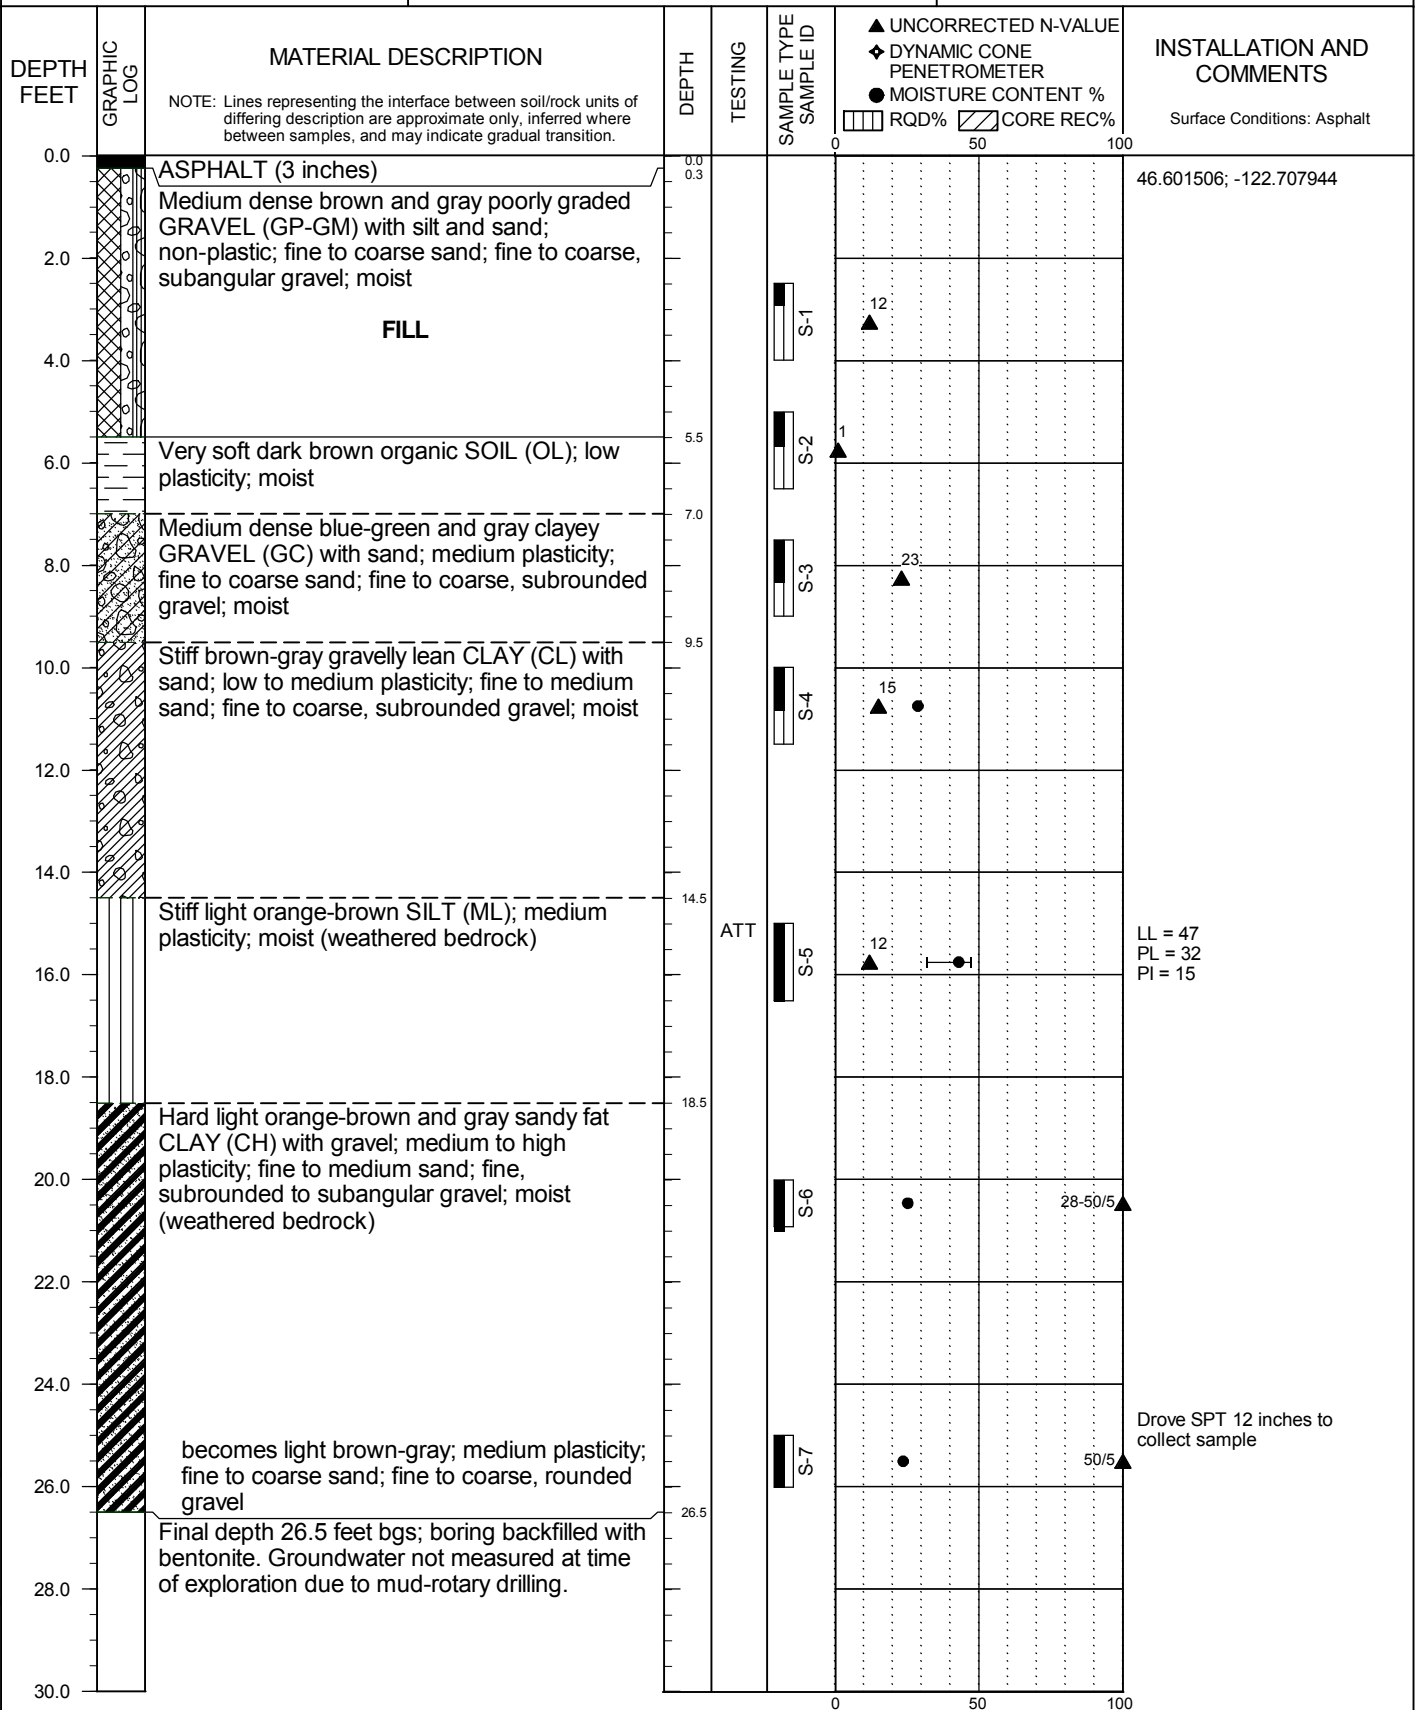 DEPTH
FEET
GRAPHIC
LOG
MATERIAL DESCRIPTION
NOTE: Lines representing the interface between soil/rock units of
differing description are approximate only, inferred where
between samples, and may indicate gradual transition.
DEPTH
TESTING
SAMPLE TYPE
SAMPLE ID
▲ UNCORRECTED N-VALUE
DYNAMIC CONE
PENETROMETER
● MOISTURE CONTENT %
RQD% CORE REC%
0 50 100
INSTALLATION AND
COMMENTS
Surface Conditions: Asphalt
0.0
ASPHALT (3 inches)
0.0
0.3
46.601506; -122.707944
Medium dense brown and gray poorly graded
GRAVEL (GP-GM) with silt and sand;
non-plastic; fine to coarse sand; fine to coarse,
subangular gravel; moist
2.0
FILL
S-1
12
4.0
5.5
S-2
1
Very soft dark brown organic SOIL (OL); low
plasticity; moist
6.0
7.0
Medium dense blue-green and gray clayey
GRAVEL (GC) with sand; medium plasticity;
fine to coarse sand; fine to coarse, subrounded
gravel; moist
8.0
S-3
23
9.5
Stiff brown-gray gravelly lean CLAY (CL) with
sand; low to medium plasticity; fine to medium
sand; fine to coarse, subrounded gravel; moist
10.0
S-4
15
12.0
14.0
14.5
Stiff light orange-brown SILT (ML); medium
plasticity; moist (weathered bedrock)
ATT
S-5
12
LL = 47
PL = 32
PI = 15
16.0
18.0
18.5
Hard light orange-brown and gray sandy fat
CLAY (CH) with gravel; medium to high
plasticity; fine to medium sand; fine,
subrounded to subangular gravel; moist
(weathered bedrock)
20.0
S-6
28-50/5
22.0
24.0
becomes light brown-gray; medium plasticity;
fine to coarse sand; fine to coarse, rounded
gravel
S-7
50/5
Drove SPT 12 inches to
collect sample
26.0
26.5
Final depth 26.5 feet bgs; boring backfilled with
bentonite. Groundwater not measured at time
of exploration due to mud-rotary drilling.
28.0
30.0
0 50 100